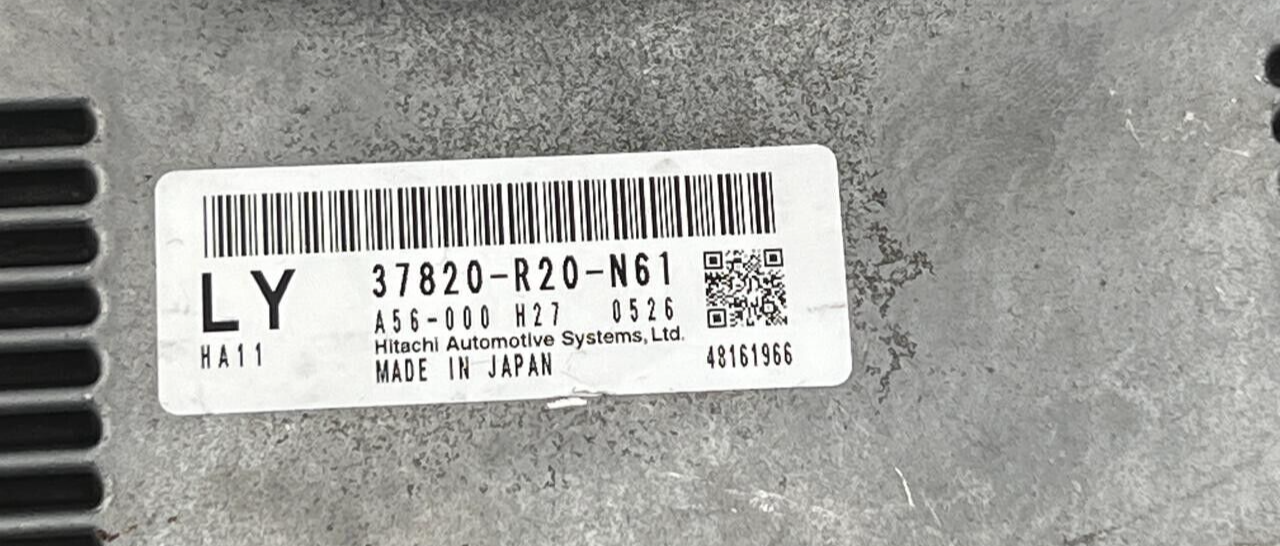 LY
HA11
37820-R20-N61
A56-000 H27 0526
Hitachi Automotive Systems, Ltd.
MADE IN JAPAN
48161966